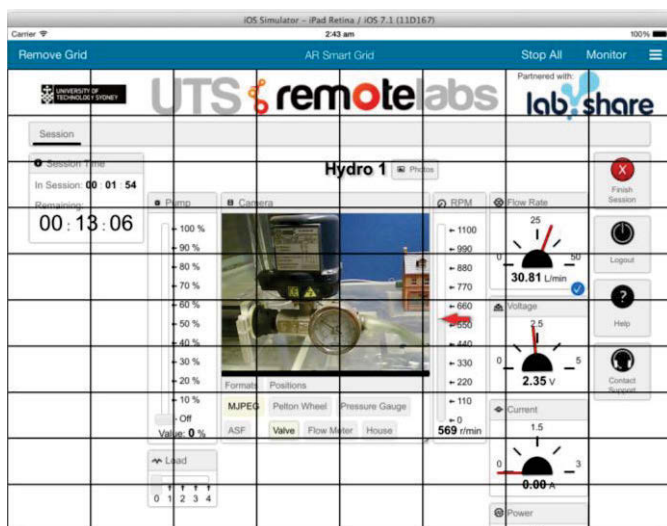 iOS Simulator – iPad Retina / iOS 7.1 (11D167)
Carrier 2:43 am 100%
Remove Grid AR Smart Grid Stop All Monitor
UNIVERSITY OF
TECHNOLOGY SYDNEY
UTS remotelabs
Partnered with:
labshare
Session
Session Time
In Session: 00 : 01 : 54
Remaining:
00 : 13 : 06
Hydro 1
Photos
Pump
100 %
90 %
80 %
70 %
60 %
40 %
30 %
20 %
10 %
Off
Value: 0 %
Load
0 1 2 3 4
Camera
Formats Positions
MJPEG Pelton Wheel Pressure Gauge
ASF Valve Flow Meter House
RPM
1100
990
880
770
660
550
440
330
220
110
0
569 r/min
Flow Rate
25
0 50
30.81 L/min
Voltage
2.5
0 5
2.35 V
Current
1.5
0 3
0.00 A
Power
X
Finish
Session
Logout
?
Help
Contact
Support